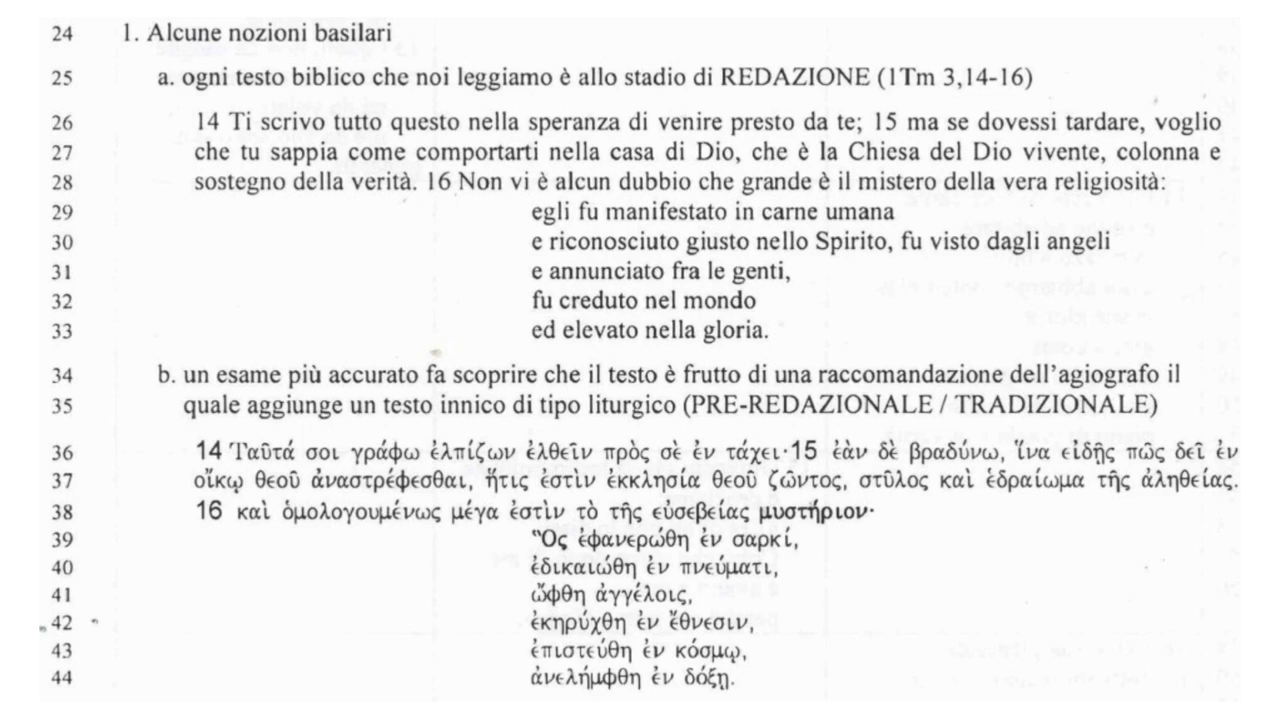 24 1. Alcune nozioni basilari
25 a. ogni testo biblico che noi leggiamo è allo stadio di REDAZIONE (1Tm 3,14-16)
26 14 Ti scrivo tutto questo nella speranza di venire presto da te; 15 ma se dovessi tardare, voglio
27 che tu sappia come comportarti nella casa di Dio, che è la Chiesa del Dio vivente, colonna e
28 sostegno della verità. 16 Non vi è alcun dubbio che grande è il mistero della vera religiosità:
29 egli fu manifestato in carne umana
30 e riconosciuto giusto nello Spirito, fu visto dagli angeli
31 e annunciato fra le genti,
32 fu creduto nel mondo
33 ed elevato nella gloria.
34 b. un esame più accurato fa scoprire che il testo è frutto di una raccomandazione dell’agiografo il
35 quale aggiunge un testo innico di tipo liturgico (PRE-REDAZIONALE / TRADIZIONALE)
36 14 Ταῦτά σοι γράφω ἐλπίζων ἐλθεῖν πρὸς σὲ ἐν τάχει· 15 ἐὰν δὲ βραδύνω, ἵνα εἰδῇς πῶς δεῖ ἐν
37 οἴκῳ θεοῦ ἀναστρέφεσθαι, ἥτις ἐστὶν ἐκκλησία θεοῦ ζῶντος, στῦλος καὶ ἑδραίωμα τῆς ἀληθείας.
38 16 καὶ ὁμολογουμένως μέγα ἐστὶν τὸ τῆς εὐσεβείας μυστήριον·
39 Ὃς ἐφανερώθη ἐν σαρκί,
40 ἐδικαιώθη ἐν πνεύματι,
41 ὤφθη ἀγγέλοις,
42 ἐκηρύχθη ἐν ἔθνεσιν,
43 ἐπιστεύθη ἐν κόσμῳ,
44 ἀνελήμφθη ἐν δόξῃ.